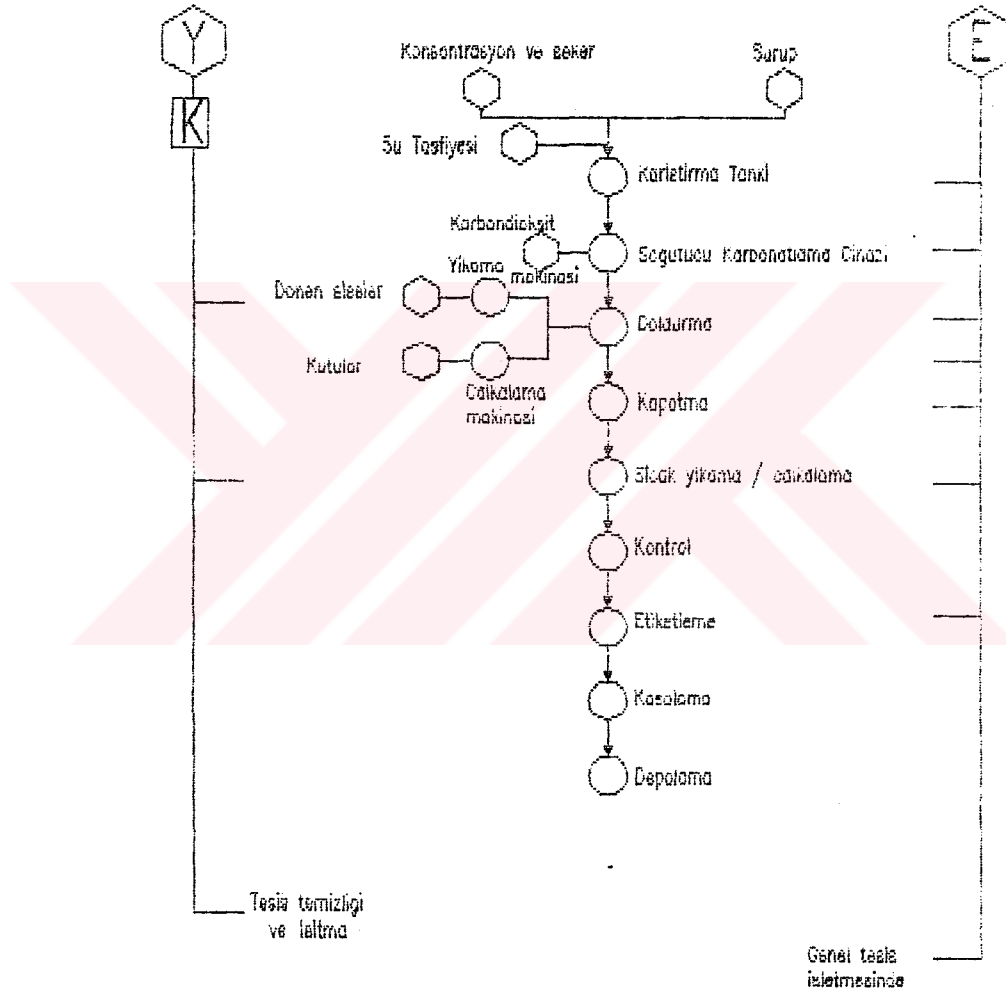 Y
E
K
Konsantrasyon ve seker
Surup
Su Tasfiyesi
Karistirma Tanki
Karbondioksit
Sogutucu Karbonatlama Cihazi
Yikama makinasi
Donen siseler
Doldurma
Kutular
Calkalama
makinasi
Kapatma
Sicak yikama / calkalama
Kontrol
Etiketleme
Kasalama
Depolama
Tesis temizligi
ve isitma
Genel tesis
isletmesinde